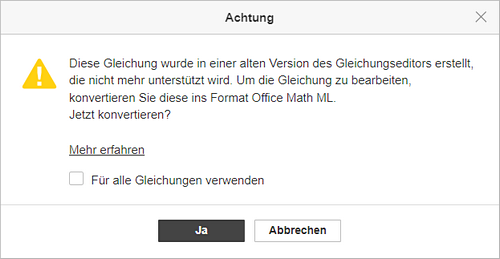 Achtung
Diese Gleichung wurde in einer alten Version des Gleichungseditors erstellt,
die nicht mehr unterstützt wird. Um die Gleichung zu bearbeiten,
konvertieren Sie diese ins Format Office Math ML.
Jetzt konvertieren?
Mehr erfahren
Für alle Gleichungen verwenden
Ja
Abbrechen